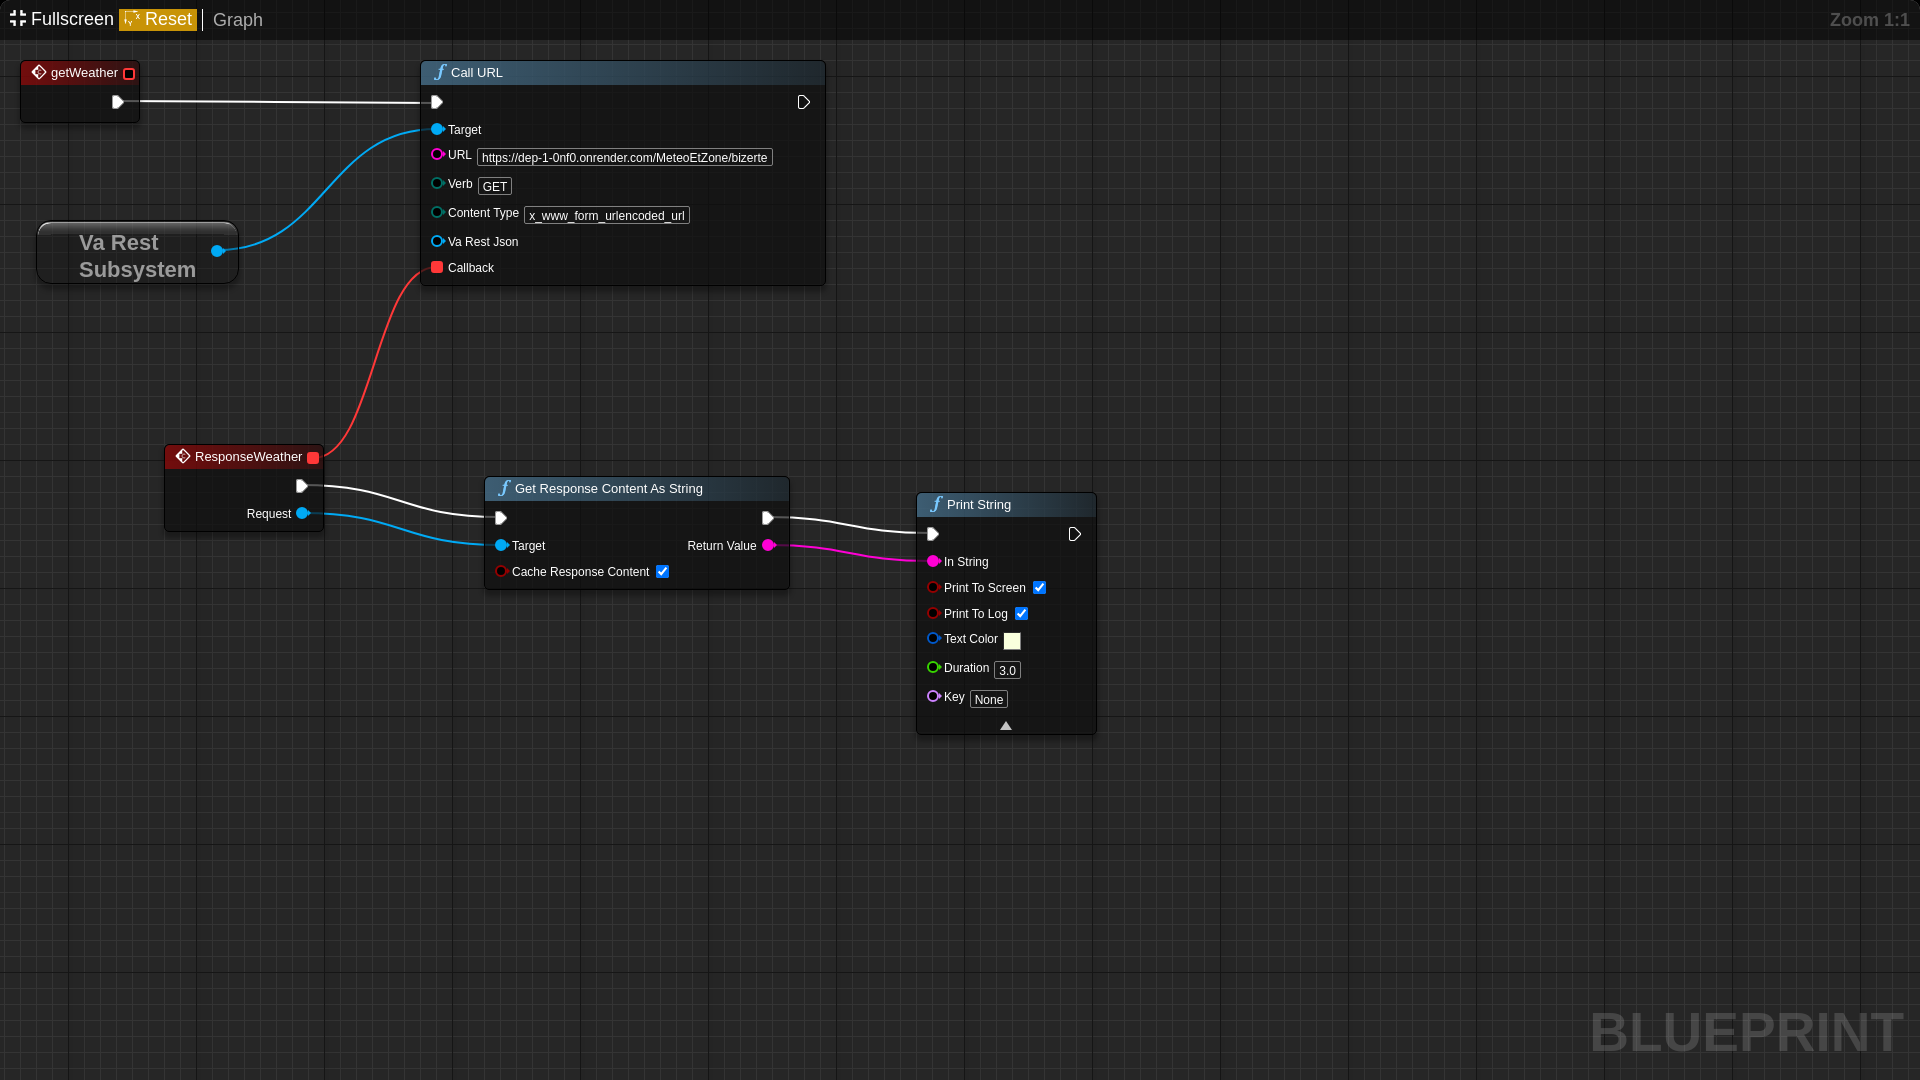 Fullscreen Reset Graph Zoom 1:1
getWeather
Call URL
Target
URL https://dep-1-0nf0.onrender.com/MeteoEtZone/bizerte
Verb GET
Content Type x_www_form_urlencoded_url
Va Rest Json
Callback
Va Rest
Subsystem
ResponseWeather
Request
Get Response Content As String
Target Return Value
Cache Response Content
Print String
In String
Print To Screen
Print To Log
Text Color
Duration 3.0
Key None
BLUEPRINT